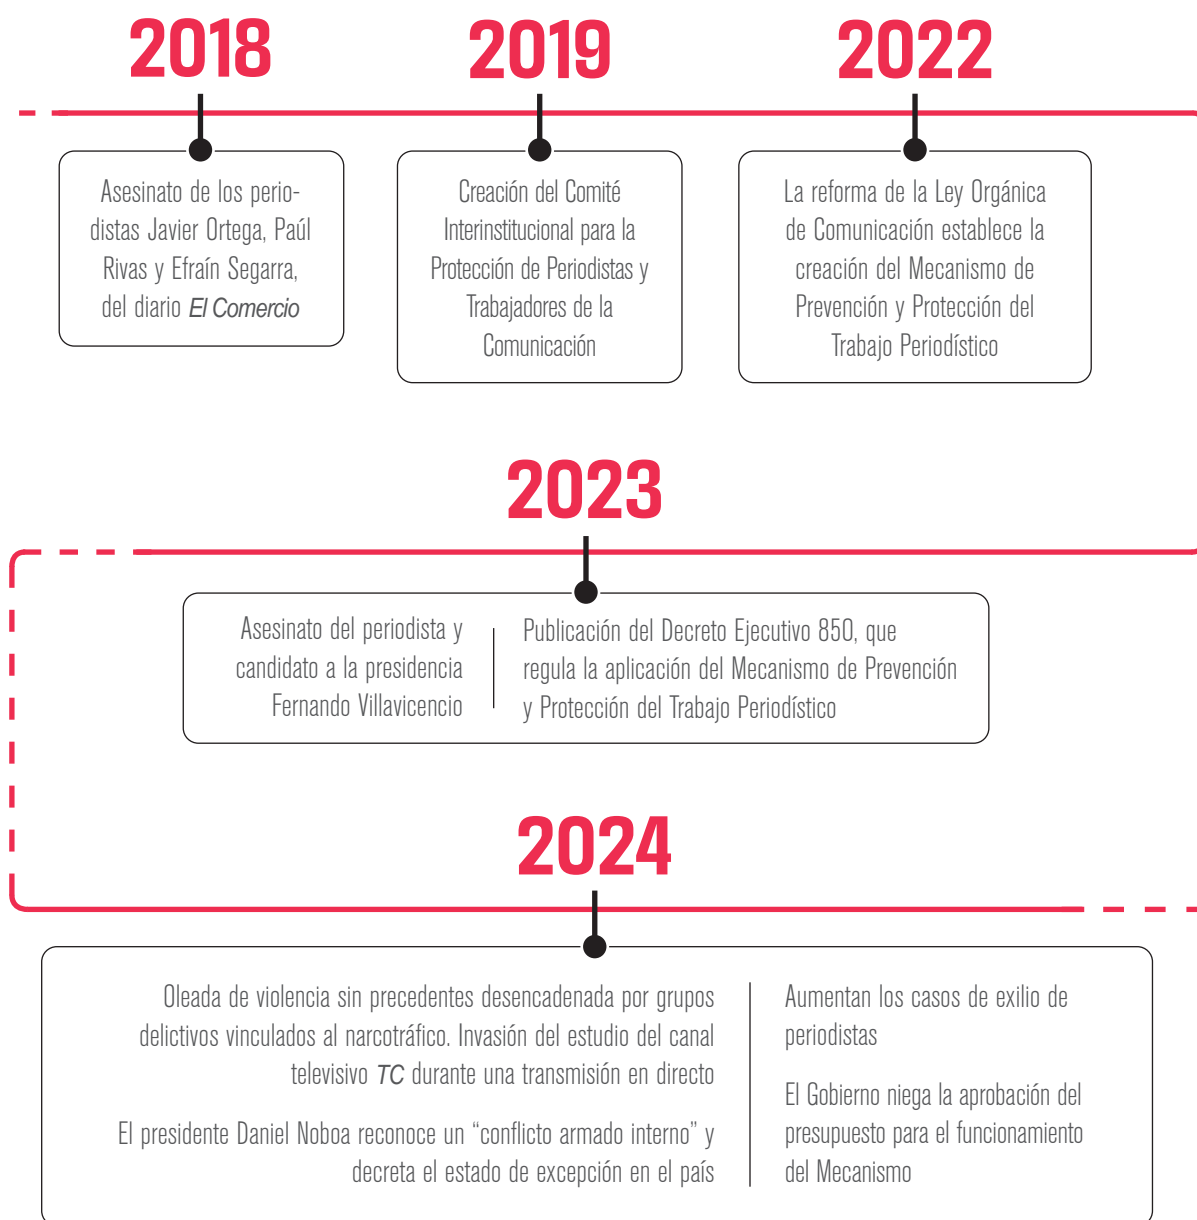 2018
Asesinato de los perio-
distas Javier Ortega, Paúl
Rivas y Efraín Segarra,
del diario El Comercio
2019
Creación del Comité
Interinstitucional para la
Protección de Periodistas y
Trabajadores de la
Comunicación
2022
La reforma de la Ley Orgánica
de Comunicación establece la
creación del Mecanismo de
Prevención y Protección del
Trabajo Periodístico
2023
Asesinato del periodista y
candidato a la presidencia
Fernando Villavicencio
Publicación del Decreto Ejecutivo 850, que
regula la aplicación del Mecanismo de Prevención
y Protección del Trabajo Periodístico
2024
Oleada de violencia sin precedentes desencadenada por grupos
delictivos vinculados al narcotráfico. Invasión del estudio del canal
televisivo TC durante una transmisión en directo
El presidente Daniel Noboa reconoce un “conflicto armado interno” y
decreta el estado de excepción en el país
Aumentan los casos de exilio de
periodistas
El Gobierno niega la aprobación del
presupuesto para el funcionamiento
del Mecanismo